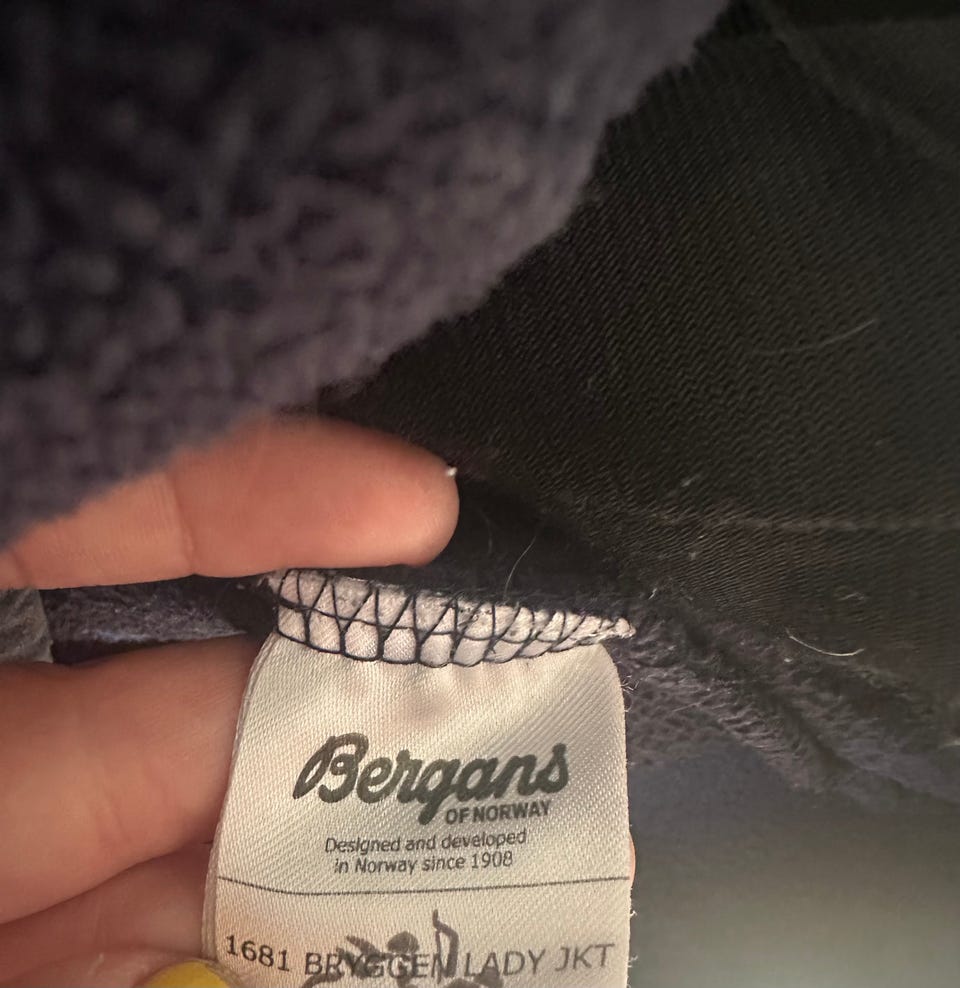 Bergans
OF NORWAY
Designed and developed
in Norway since 1908
1681 BRYGGEN LADY JKT